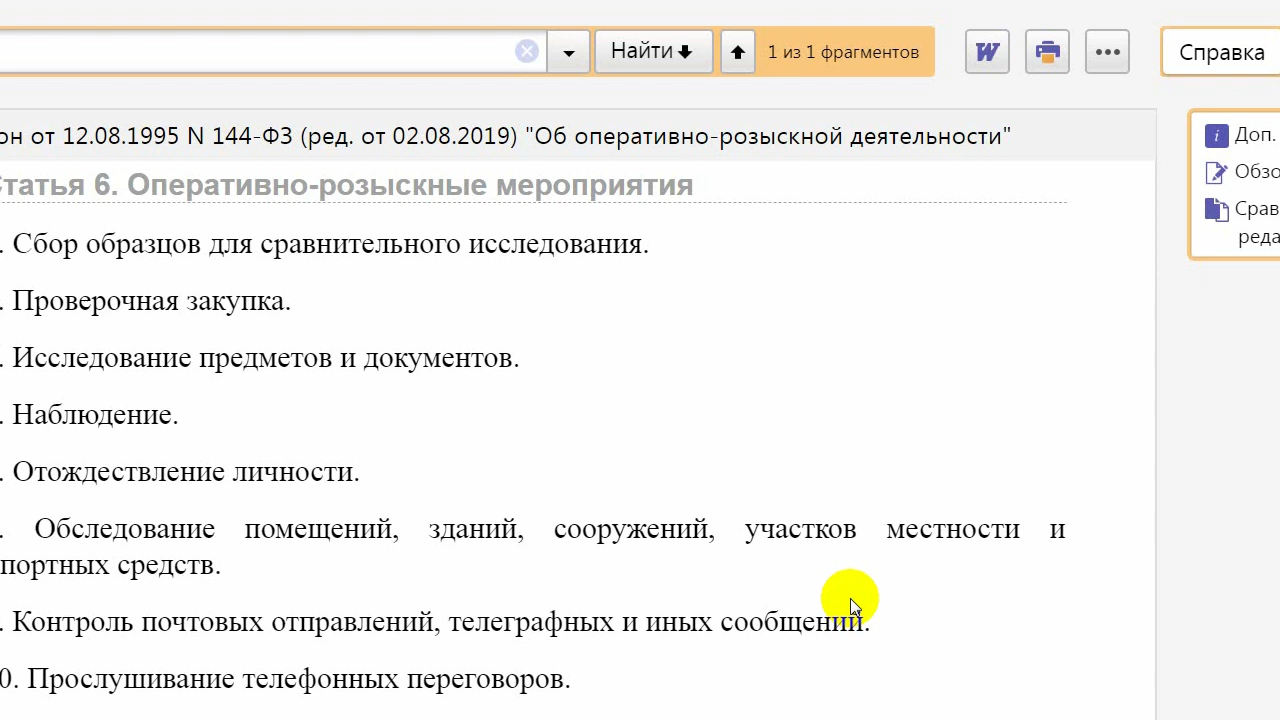 Найти
1 из 1 фрагментов
W
Справка
он от 12.08.1995 N 144-ФЗ (ред. от 02.08.2019) "Об оперативно-розыскной деятельности"
Доп.
Обзо
Срав
реда
Статья 6. Оперативно-розыскные мероприятия
. Сбор образцов для сравнительного исследования.
. Проверочная закупка.
. Исследование предметов и документов.
. Наблюдение.
. Отождествление личности.
. Обследование помещений, зданий, сооружений, участков местности и
портных средств.
. Контроль почтовых отправлений, телеграфных и иных сообщений.
0. Прослушивание телефонных переговоров.